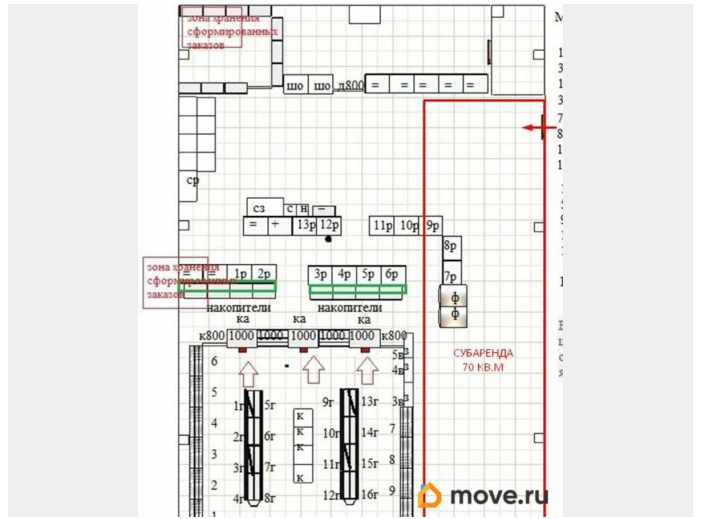 зона хранения
сформированных
заказов
М
шо шо д800 = = = = =
ср
сз с н –
= + 13р 12р
11р 10р 9р
8р
7р
ф
ф
зона хранения
сформированных
заказов
= = 1р 2р
3р 4р 5р 6р
накопители
накопители
ка ка ка
к800 1000 1000 1000 1000 1000 к800
СУБАРЕНДА
70 КВ.М
6
5
4
3
2
1
1г 5г
2г 6г
3г 7г
4г 8г
к
к
к
к
9г 13г
10г 14г
11г 15г
12г 16г
5в3
4в3
3в3
7
8
9
move.ru